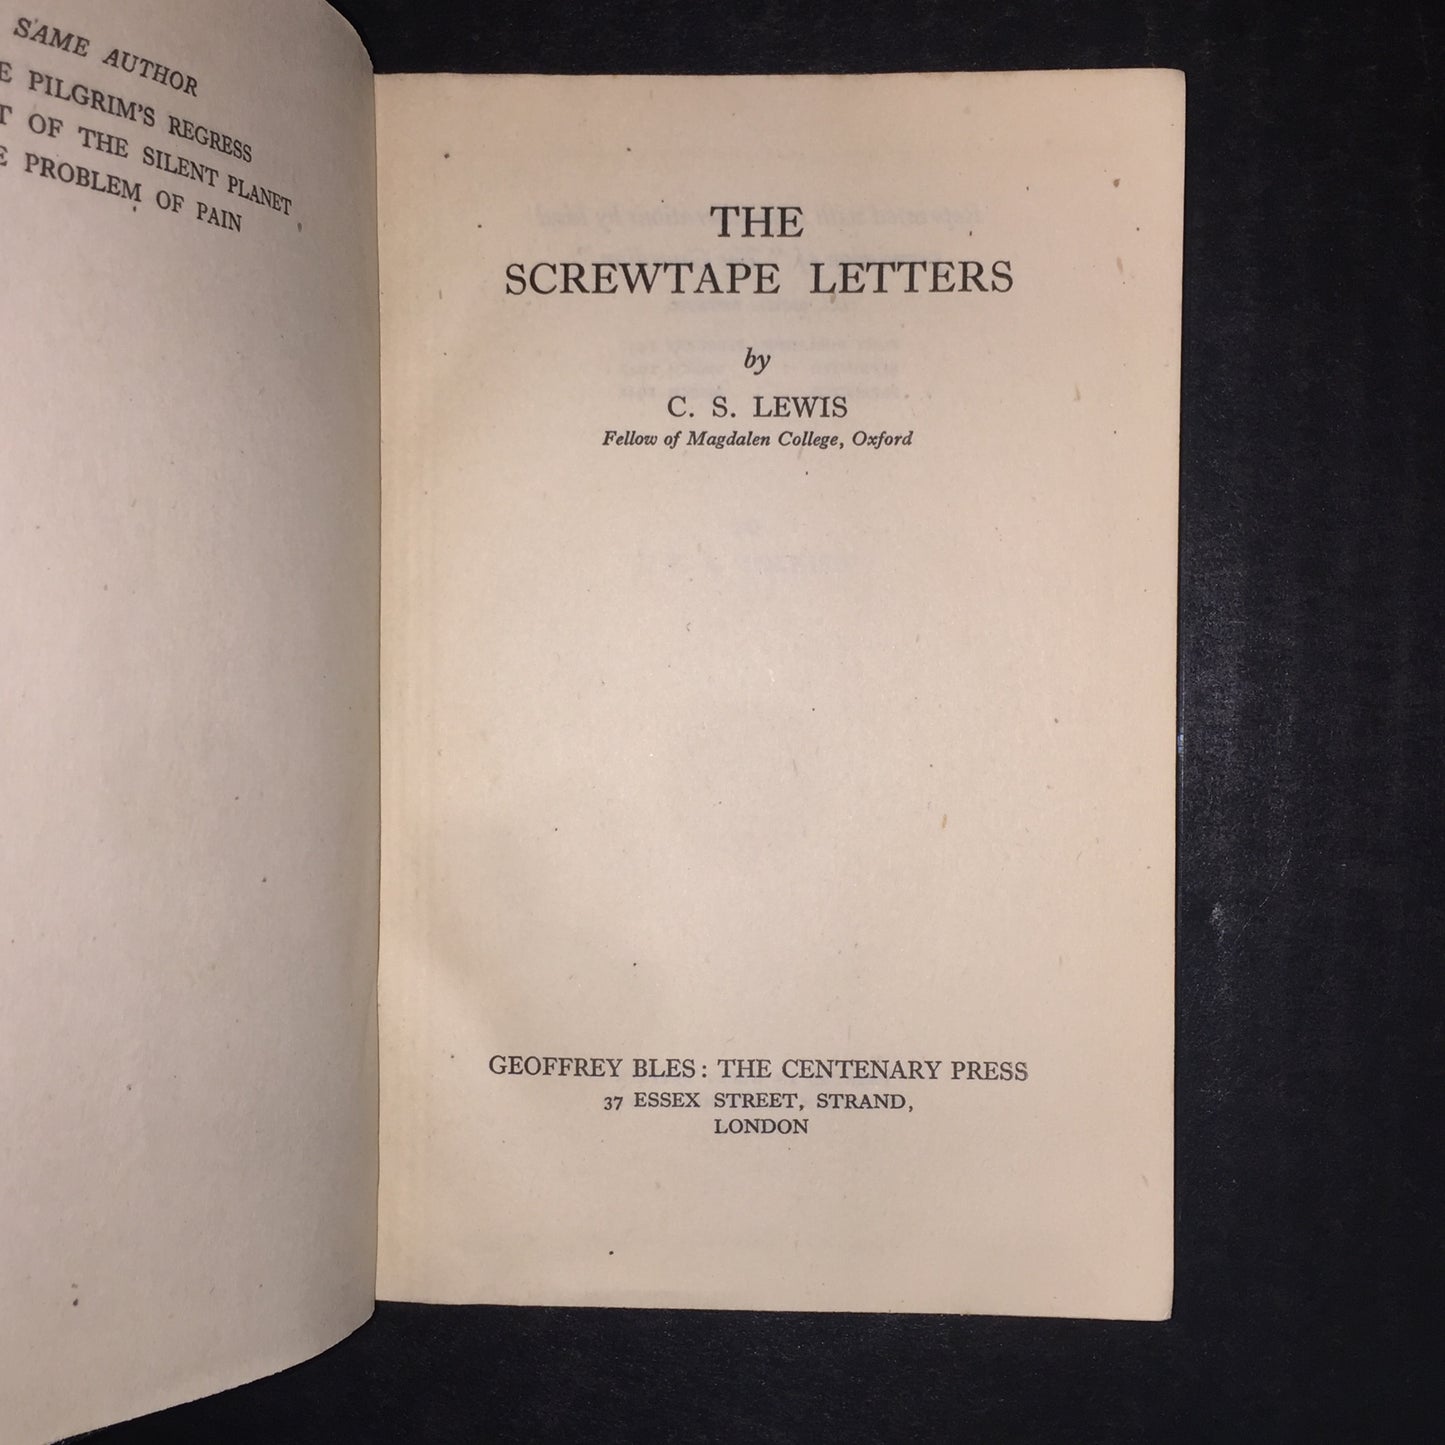 SAME AUTHOR
PILGRIM'S REGRESS
OF THE SILENT PLANET
PROBLEM OF PAIN
THE
SCREWTAPE LETTERS
by
C. S. LEWIS
Fellow of Magdalen College, Oxford
GEOFFREY BLES: THE CENTENARY PRESS
37 ESSEX STREET, STRAND,
LONDON